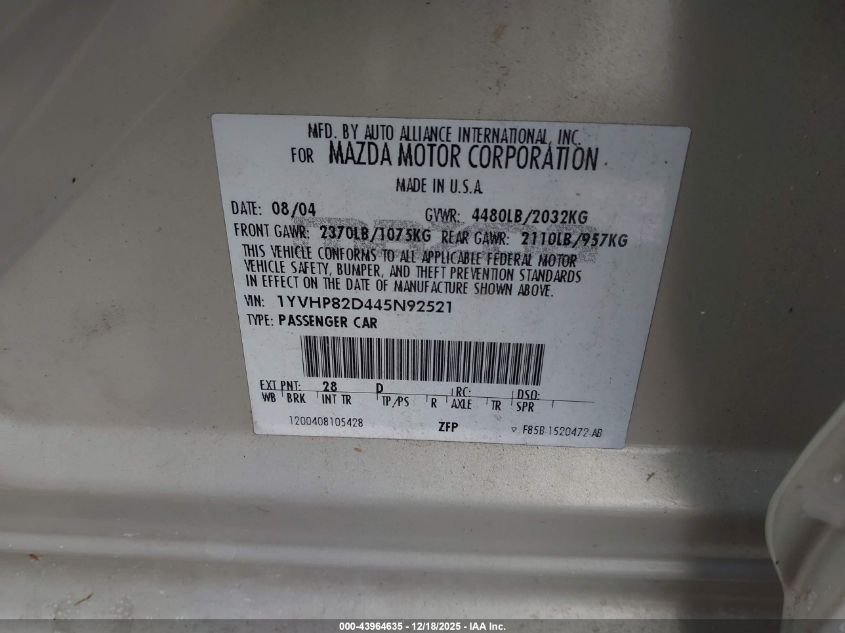 MFD. BY AUTO ALLIANCE INTERNATIONAL, INC.
FOR MAZDA MOTOR CORPORATION
MADE IN U.S.A.
DATE: 08/04 GVWR: 4480LB/2032KG
FRONT GAWR: 2370LB/1075KG REAR GAWR: 2110LB/957KG
THIS VEHICLE CONFORMS TO ALL APPLICABLE FEDERAL MOTOR
VEHICLE SAFETY, BUMPER, AND THEFT PREVENTION STANDARDS
IN EFFECT ON THE DATE OF MANUFACTURE SHOWN ABOVE.
VIN: 1YVHP82D445N92521
TYPE: PASSENGER CAR
EXT PNT: 28 D RC: DSO:
WB BRK INT TR TP/PS R AXLE TR SPR
1200408105428 ZFP F85B-1520472-AB
000-43964635 - 12/18/2025 - IAA Inc.